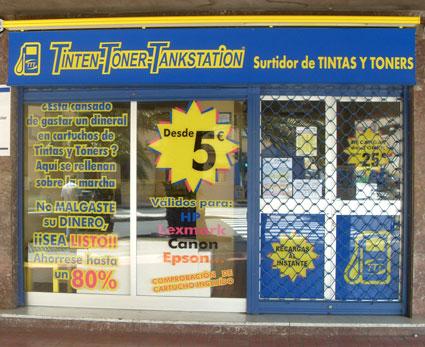 TINTEN-TONER-TANKSTATION Surtidor de TINTAS Y TONERS
¿Está cansado
de gastar un dineral
en cartuchos de
Tintas y Toners ?
Aquí se rellenan
sobre la marcha
No MALGASTE
su DINERO,
¡¡SEA LISTO!!
Ahorrese hasta
un 80%
Desde
5€
Válidos para:
HP
Lexmark
Canon
Epson...
COMPROBACION DE
CARTUCHO INCLUIDO
25€
RECARGAS
AL
INSTANTE